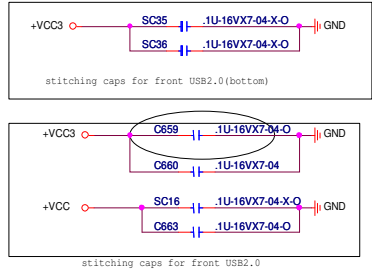 SC35 .1U-16VX7-04-X-O
+VCC3 GND
SC36 .1U-16VX7-04-X-O
stitching caps for front USB2.0(bottom)
C659 .1U-16VX7-04-O
+VCC3 GND
C660 .1U-16VX7-04
SC16 .1U-16VX7-04-X-O
+VCC GND
C663 .1U-16VX7-04-O
stitching caps for front USB2.0